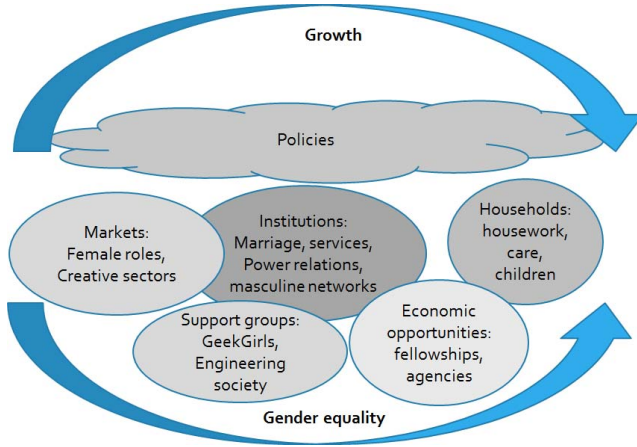 Growth
Policies
Markets:
Female roles,
Creative sectors
Institutions:
Marriage, services,
Power relations,
masculine networks
Households:
housework,
care,
children
Support groups:
GeekGirls,
Engineering
society
Economic
opportunities:
fellowships,
agencies
Gender equality